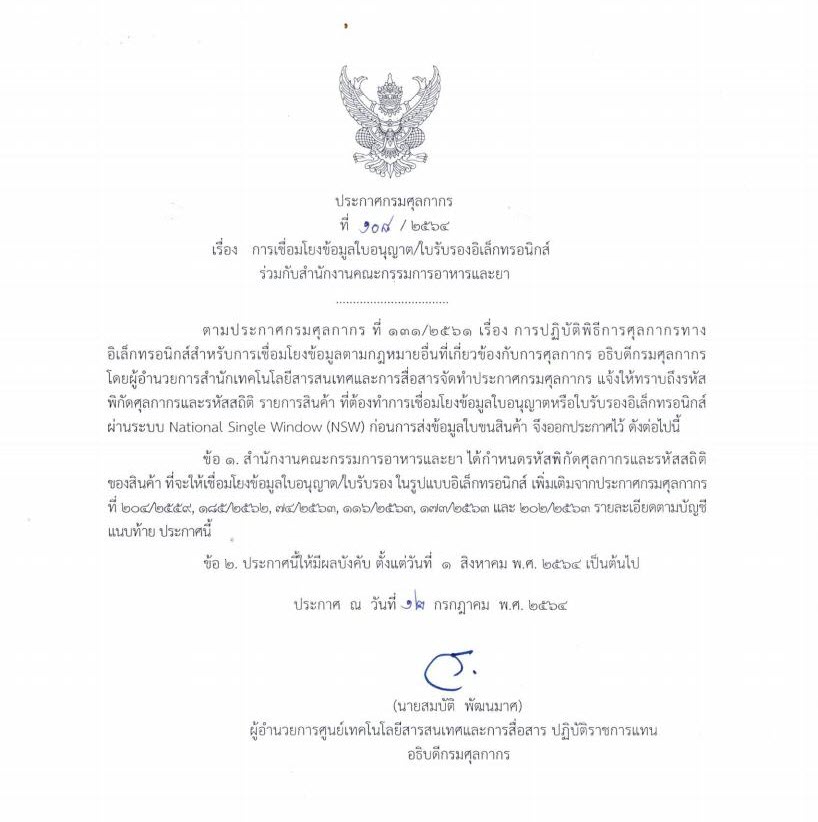 ประกาศกรมศุลกากร
ที่ ๑๐๘ / ๒๕๖๔
เรื่อง การเชื่อมโยงข้อมูลใบอนุญาต/ใบรับรองอิเล็กทรอนิกส์
ร่วมกับสำนักงานคณะกรรมการอาหารและยา
.................................
ตามประกาศกรมศุลกากร ที่ ๑๓๑/๒๕๖๑ เรื่อง การปฏิบัติพิธีการศุลกากรทาง
อิเล็กทรอนิกส์สำหรับการเชื่อมโยงข้อมูลตามกฎหมายอื่นที่เกี่ยวข้องกับการศุลกากร อธิบดีกรมศุลกากร
โดยผู้อำนวยการสำนักเทคโนโลยีสารสนเทศและการสื่อสารจัดทำประกาศกรมศุลกากร แจ้งให้ทราบถึงรหัส
พิกัดศุลกากรและรหัสสถิติ รายการสินค้า ที่ต้องทำการเชื่อมโยงข้อมูลใบอนุญาตหรือใบรับรองอิเล็กทรอนิกส์
ผ่านระบบ National Single Window (NSW) ก่อนการส่งข้อมูลใบขนสินค้า จึงออกประกาศไว้ ดังต่อไปนี้
ข้อ ๑. สำนักงานคณะกรรมการอาหารและยา ได้กำหนดรหัสพิกัดศุลกากรและรหัสสถิติ
ของสินค้า ที่จะให้เชื่อมโยงข้อมูลใบอนุญาต/ใบรับรอง ในรูปแบบอิเล็กทรอนิกส์ เพิ่มเติมจากประกาศกรมศุลกากร
ที่ ๒๐๔/๒๕๕๙, ๑๘๕/๒๕๖๒, ๗๔/๒๕๖๓, ๑๑๖/๒๕๖๓, ๑๗๓/๒๕๖๓ และ ๒๐๒/๒๕๖๓ รายละเอียดตามบัญชี
แนบท้าย ประกาศนี้
ข้อ ๒. ประกาศนี้ให้มีผลบังคับ ตั้งแต่วันที่ ๑ สิงหาคม พ.ศ. ๒๕๖๔ เป็นต้นไป
ประกาศ ณ วันที่ ๑๒ กรกฎาคม พ.ศ. ๒๕๖๔
(นายสมบัติ พัฒนมาศ)
ผู้อำนวยการศูนย์เทคโนโลยีสารสนเทศและการสื่อสาร ปฏิบัติราชการแทน
อธิบดีกรมศุลกากร